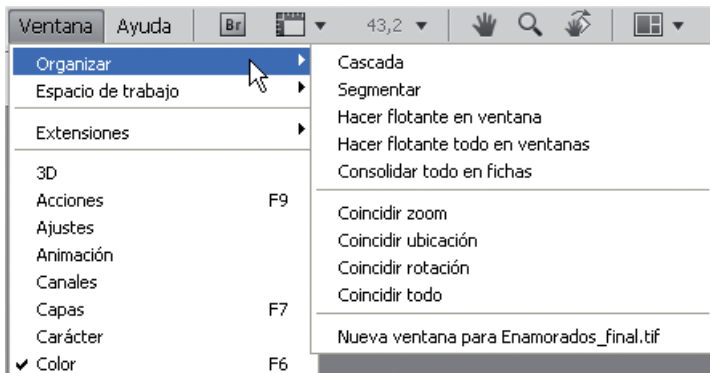 Ventana Ayuda Br 43,2
Organizar
Espacio de trabajo
Extensiones
3D
Acciones F9
Ajustes
Animación
Canales
Capas F7
Carácter
Color F6
Cascada
Segmentar
Hacer flotante en ventana
Hacer flotante todo en ventanas
Consolidar todo en fichas
Coincidir zoom
Coincidir ubicación
Coincidir rotación
Coincidir todo
Nueva ventana para Enamorados_final.tif